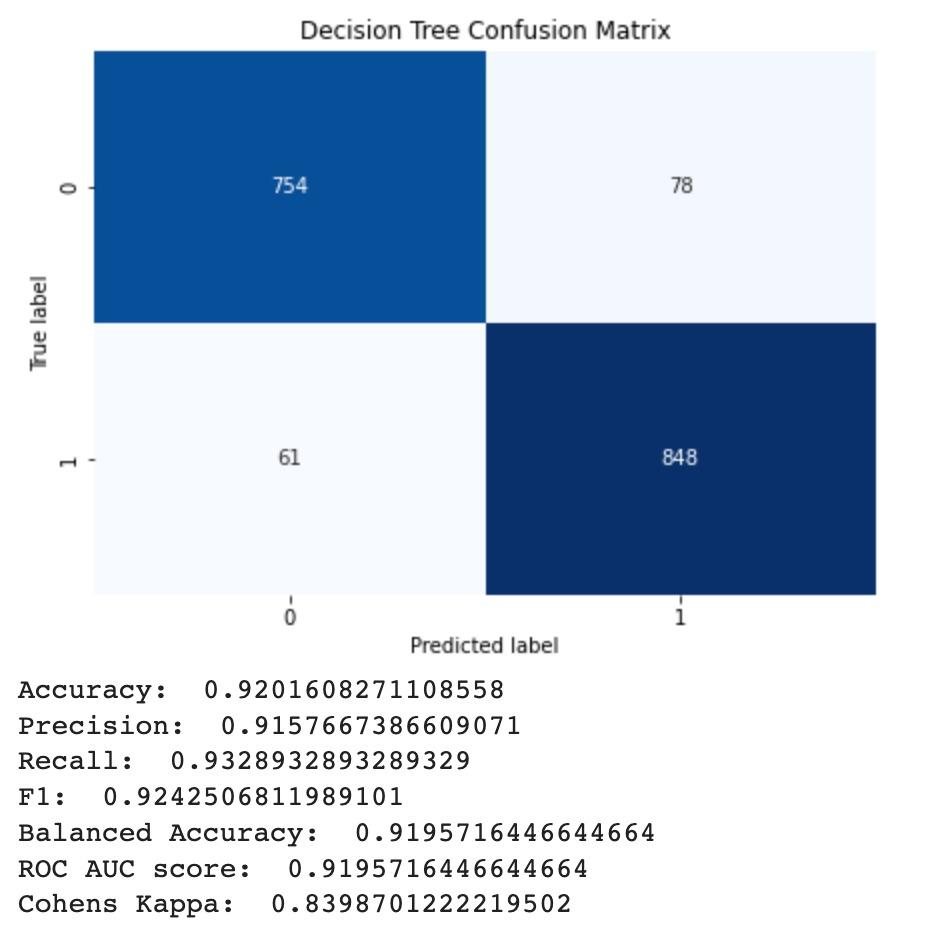 Decision Tree Confusion Matrix
754 78
0
True label
61 848
1
0 1
Predicted label
Accuracy:  0.9201608271108558
Precision:  0.9157667386609071
Recall:  0.9328932893289329
F1:  0.9242506811989101
Balanced Accuracy:  0.9195716446644664
ROC AUC score:  0.9195716446644664
Cohens Kappa:  0.8398701222219502